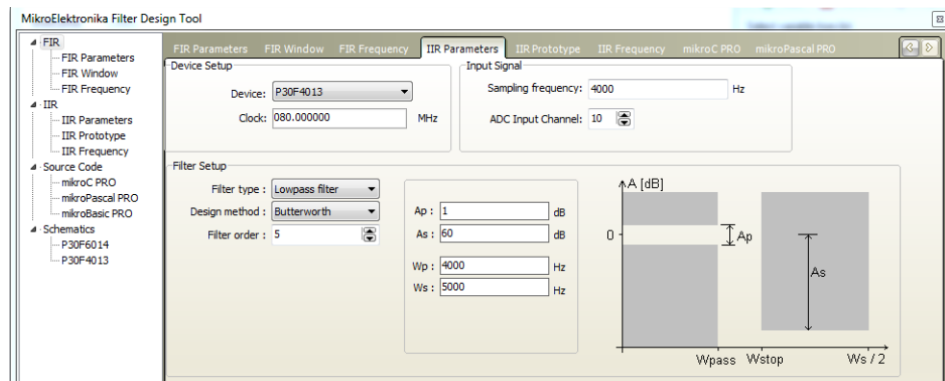 MikroElektronika Filter Design Tool
FIR
FIR Parameters
FIR Window
FIR Frequency
IIR
IIR Parameters
IIR Prototype
IIR Frequency
Source Code
mikroC PRO
mikroPascal PRO
mikroBasic PRO
Schematics
P30F6014
P30F4013
FIR Parameters FIR Window FIR Frequency IIR Parameters IIR Prototype IIR Frequency mikroC PRO mikroPascal PRO
Device Setup
Device: P30F4013
Clock: 080.000000 MHz
Input Signal
Sampling frequency: 4000 Hz
ADC Input Channel: 10
Filter Setup
Filter type : Lowpass filter
Design method : Butterworth
Filter order : 5
Ap : 1 dB
As : 60 dB
Wp : 4000 Hz
Ws : 5000 Hz
A [dB]
0
Ap
As
Wpass Wstop Ws / 2